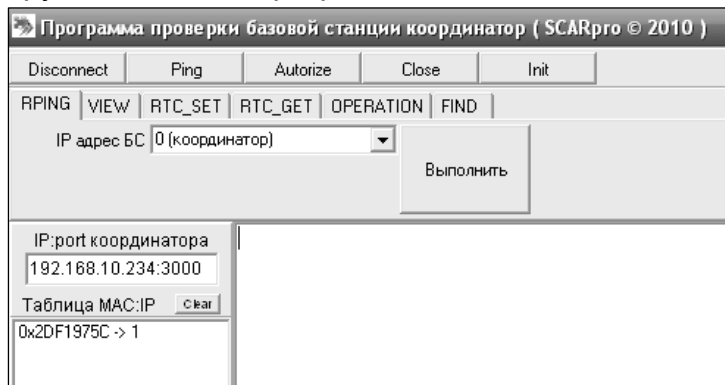 Программа проверки базовой станции координатор ( SCARpro © 2010 )
Disconnect Ping Autorize Close Init
RPING VIEW RTC_SET RTC_GET OPERATION FIND
IP адрес БС 0 (координатор)
Выполнить
IP:port координатора
192.168.10.234:3000
Таблица MAC:IP Clear
0x2DF1975C -> 1